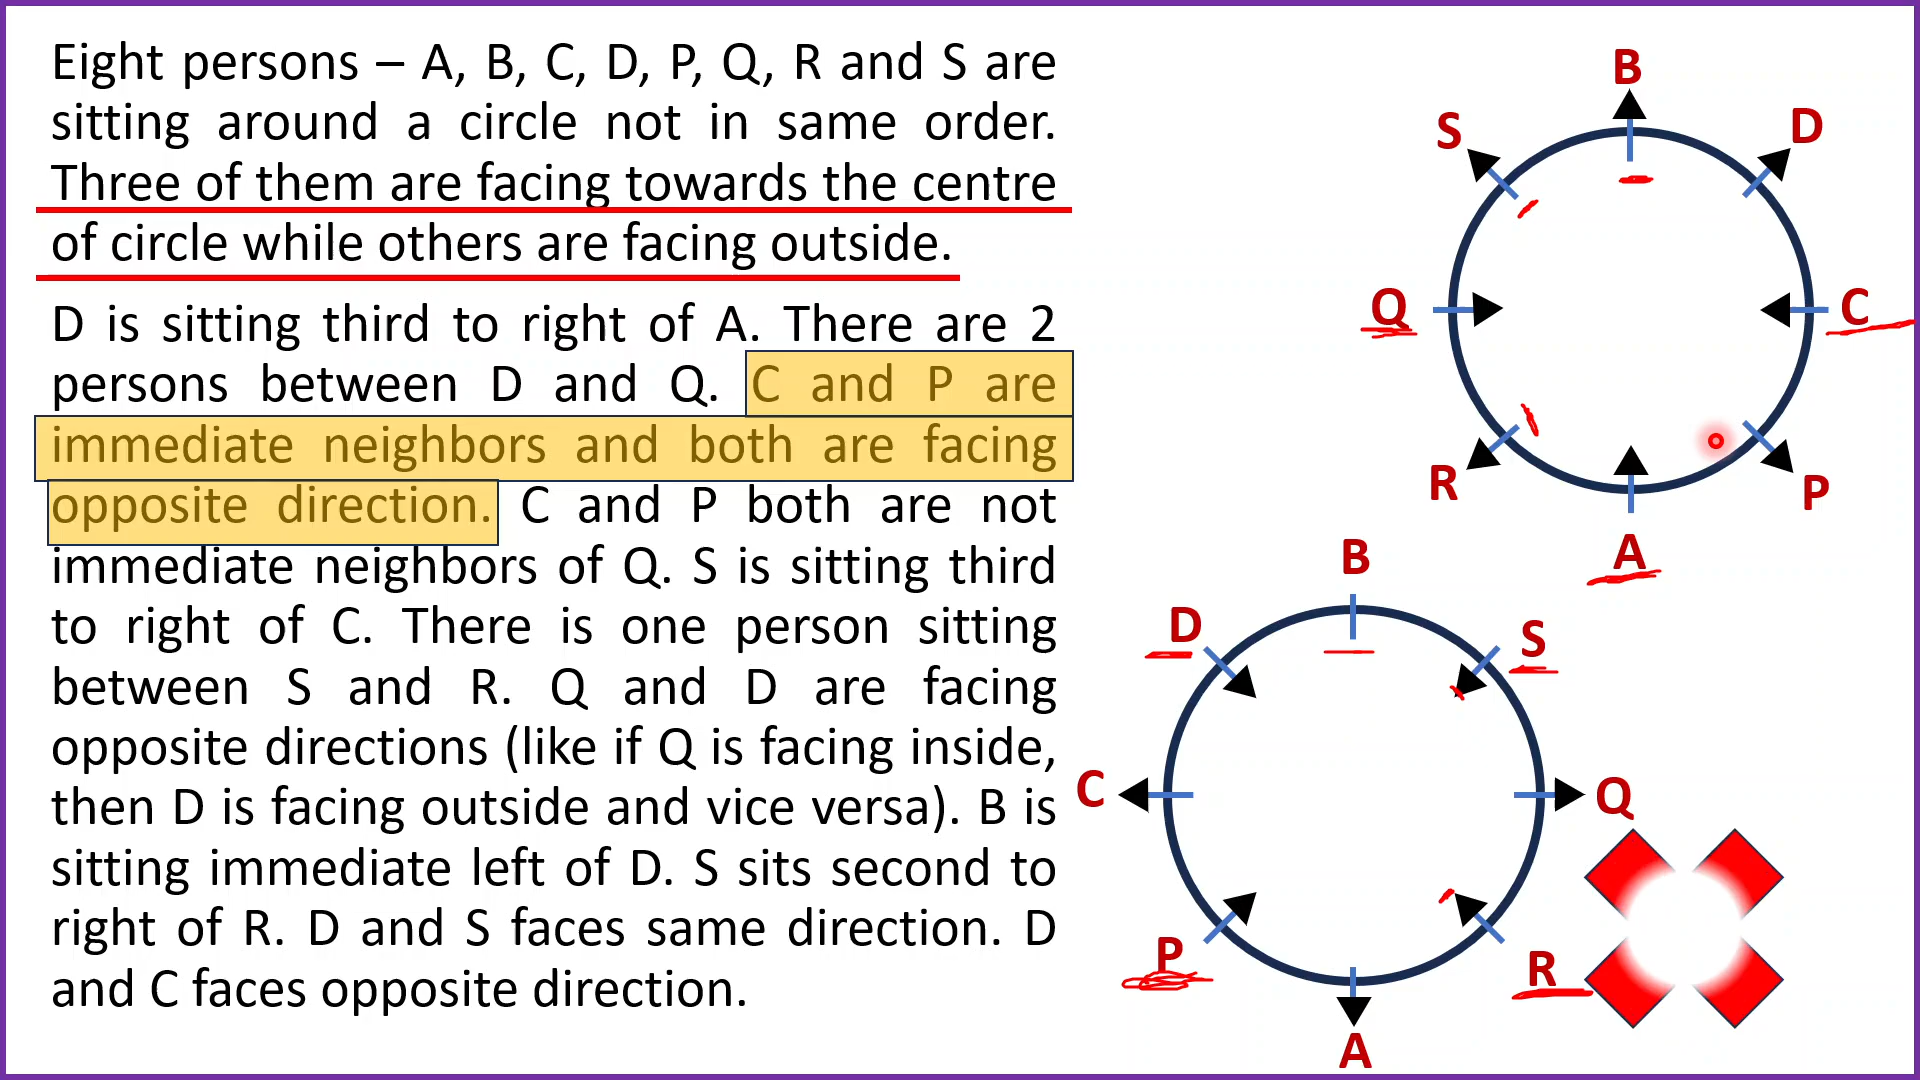 Eight persons – A, B, C, D, P, Q, R and S are
sitting around a circle not in same order.
Three of them are facing towards the centre
of circle while others are facing outside.
D is sitting third to right of A. There are 2
persons between D and Q. C and P are
immediate neighbors and both are facing
opposite direction. C and P both are not
immediate neighbors of Q. S is sitting third
to right of C. There is one person sitting
between S and R. Q and D are facing
opposite directions (like if Q is facing inside,
then D is facing outside and vice versa). B is
sitting immediate left of D. S sits second to
right of R. D and S faces same direction. D
and C faces opposite direction.
B
S
D
Q
C
R
P
A
B
D
S
C
Q
P
R
A